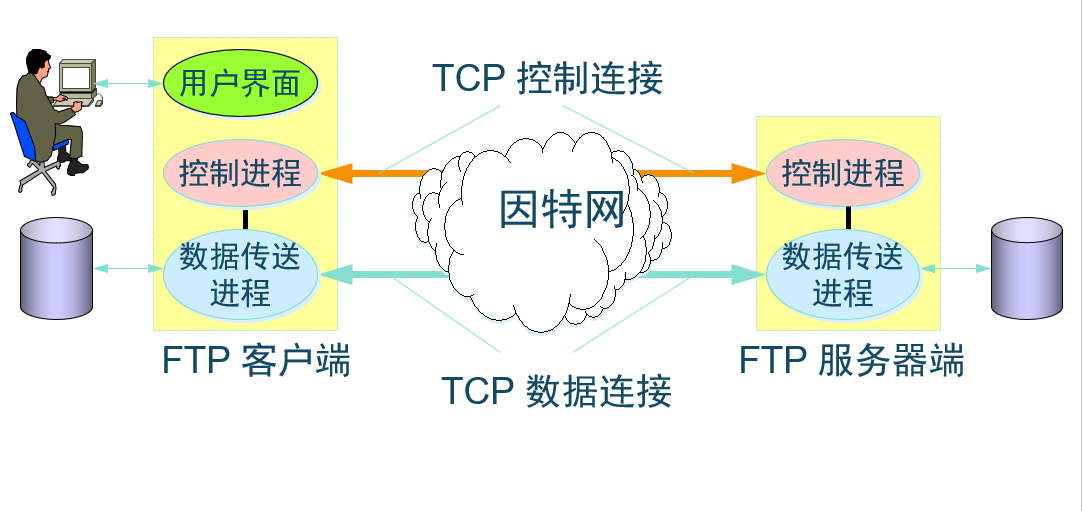 TCP 控制连接
用户界面
控制进程
因特网
控制进程
数据传送
进程
数据传送
进程
FTP 客户端
FTP 服务器端
TCP 数据连接